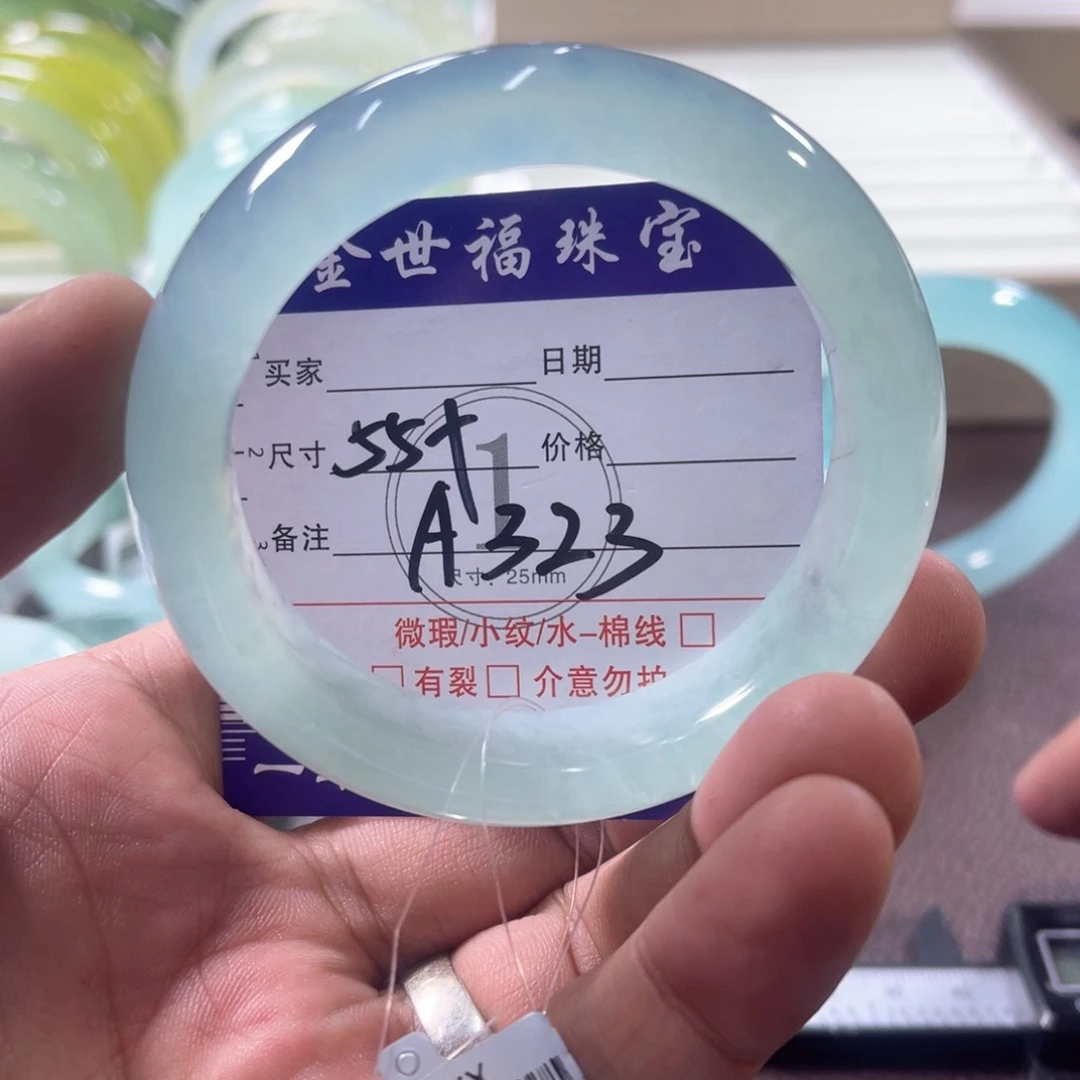 金世福珠宝
买家 日期
尺寸 55+ 价格
备注 A323
尺寸：25mm
微瑕/小纹/水-棉线
有裂 介意勿拍